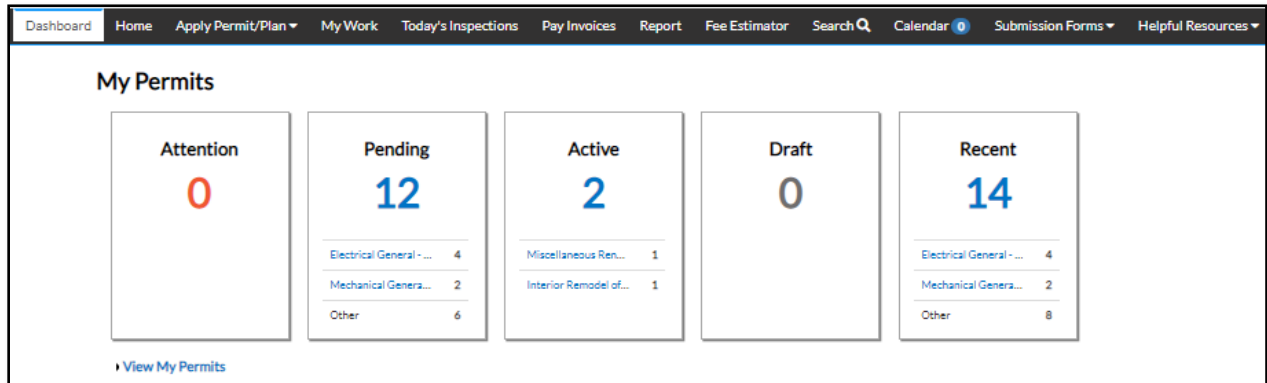 Dashboard Home Apply Permit/Plan My Work Today's Inspections Pay Invoices Report Fee Estimator Search Calendar 0 Submission Forms Helpful Resources
My Permits
Attention
0
Pending
12
Electrical General - ... 4
Mechanical Genera... 2
Other 6
Active
2
Miscellaneous Ren... 1
Interior Remodel of... 1
Draft
0
Recent
14
Electrical General - ... 4
Mechanical Genera... 2
Other 8
View My Permits